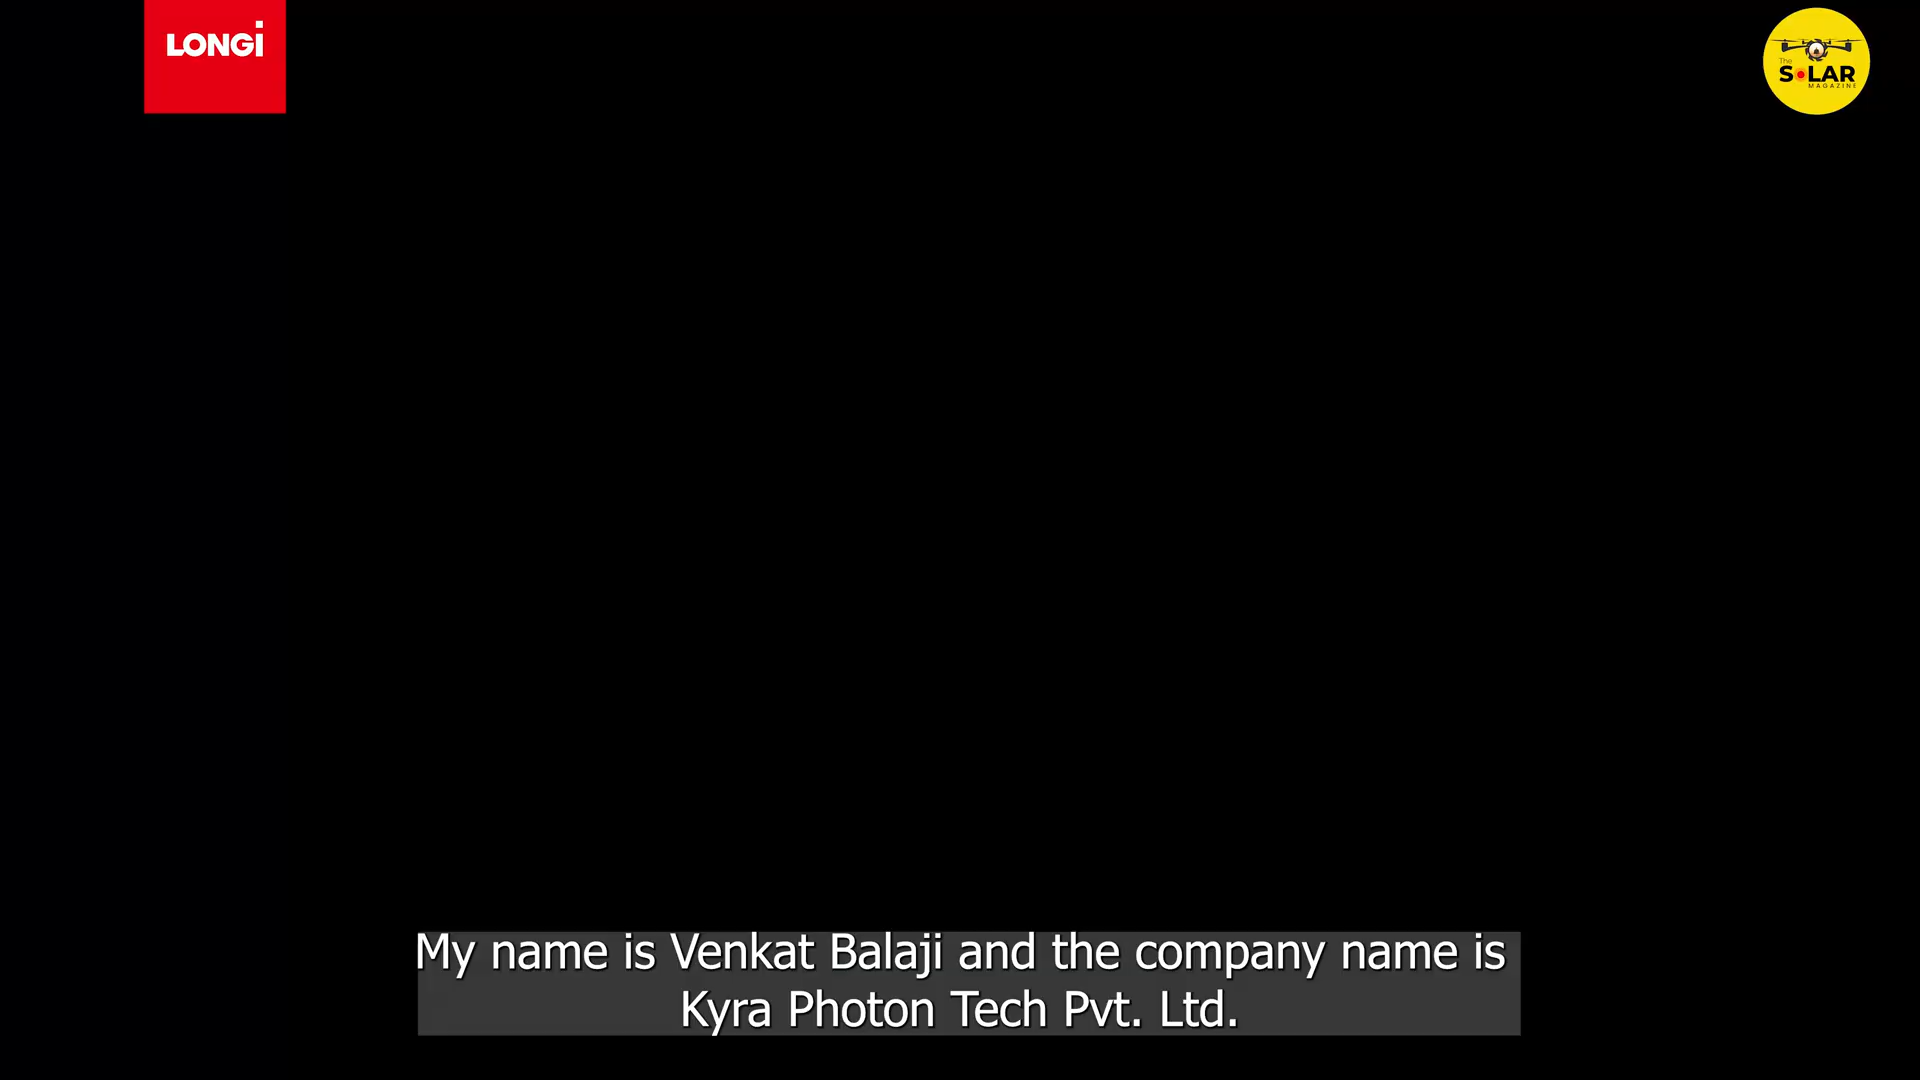 LONGi
The
SOLAR
MAGAZINE
My name is Venkat Balaji and the company name is
Kyra Photon Tech Pvt. Ltd.